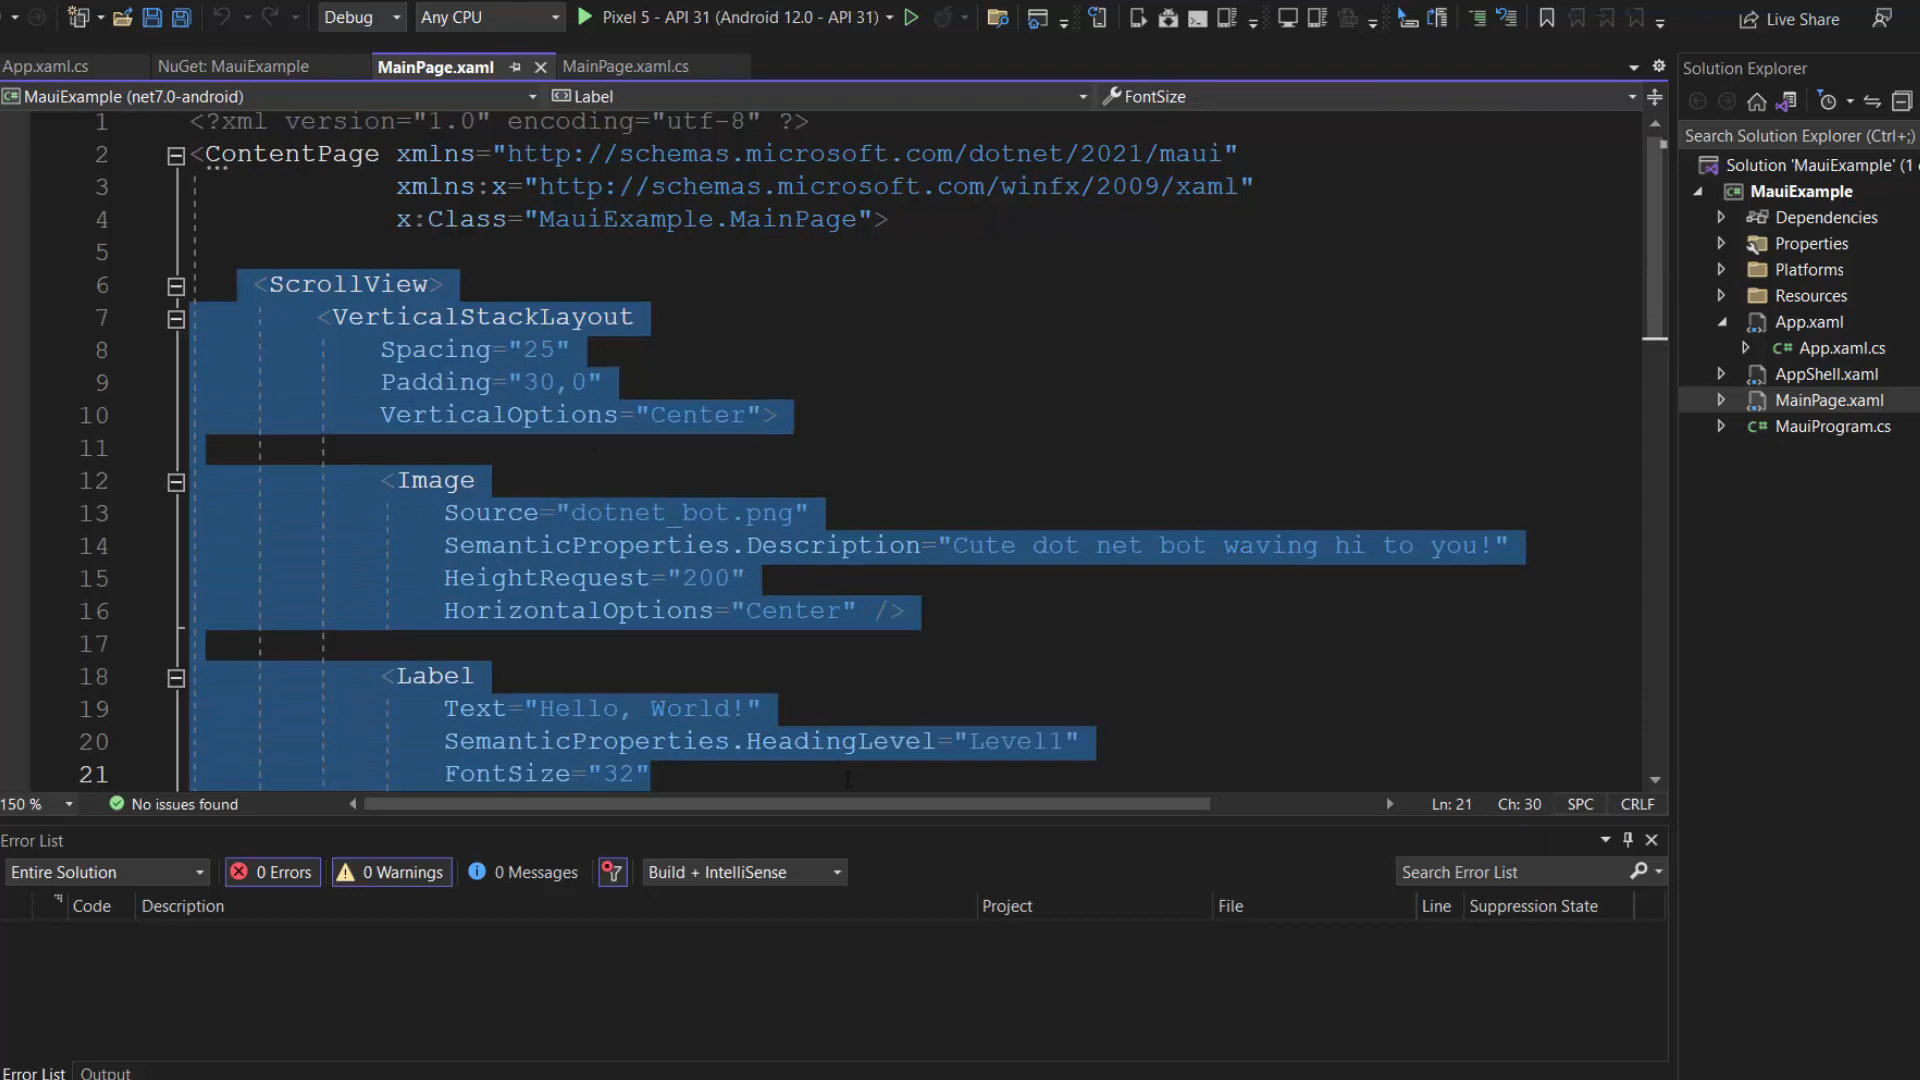 Debug
Any CPU
Pixel 5 - API 31 (Android 12.0 - API 31)
Live Share
App.xaml.cs
NuGet: MauiExample
MainPage.xaml
MainPage.xaml.cs
MauiExample (net7.0-android)
Label
FontSize
1 <?xml version="1.0" encoding="utf-8" ?>
2 <ContentPage xmlns="http://schemas.microsoft.com/dotnet/2021/maui"
3 xmlns:x="http://schemas.microsoft.com/winfx/2009/xaml"
4 x:Class="MauiExample.MainPage">
5
6 <ScrollView>
7 <VerticalStackLayout
8 Spacing="25"
9 Padding="30,0"
10 VerticalOptions="Center">
11
12 <Image
13 Source="dotnet_bot.png"
14 SemanticProperties.Description="Cute dot net bot waving hi to you!"
15 HeightRequest="200"
16 HorizontalOptions="Center" />
17
18 <Label
19 Text="Hello, World!"
20 SemanticProperties.HeadingLevel="Level1"
21 FontSize="32"
150 %
No issues found
Ln: 21
Ch: 30
SPC
CRLF
Solution Explorer
Search Solution Explorer (Ctrl+;)
Solution 'MauiExample' (1
MauiExample
Dependencies
Properties
Platforms
Resources
App.xaml
C# App.xaml.cs
AppShell.xaml
MainPage.xaml
C# MauiProgram.cs
Error List
Entire Solution
0 Errors
0 Warnings
0 Messages
Build + IntelliSense
Search Error List
Code
Description
Project
File
Line
Suppression State
Error List
Output